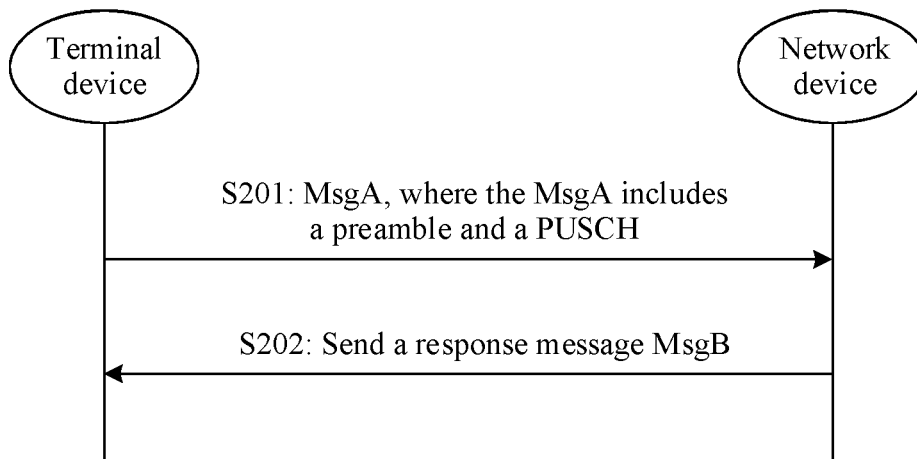 Terminal
device
Network
device
S201: MsgA, where the MsgA includes
a preamble and a PUSCH
S202: Send a response message MsgB